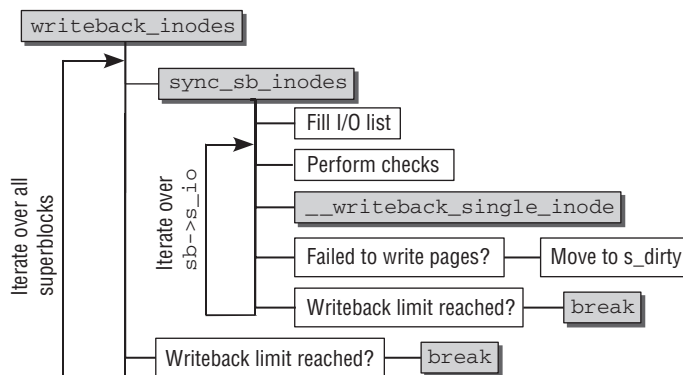 writeback_inodes
sync_sb_inodes
Fill I/O list
Perform checks
__writeback_single_inode
Failed to write pages?
Move to s_dirty
Writeback limit reached?
break
Writeback limit reached?
break
Iterate over all
superblocks
Iterate over
sb->s_io